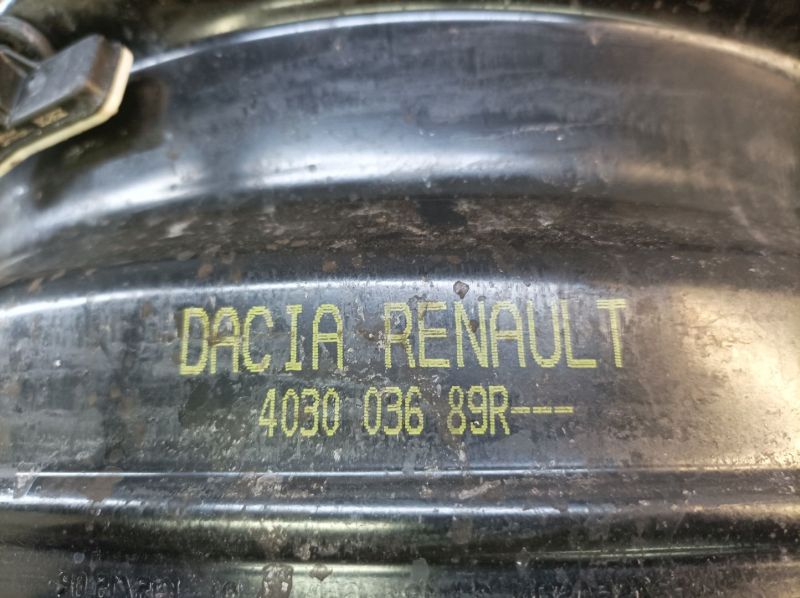 DACIA RENAULT
4030 036 89R---